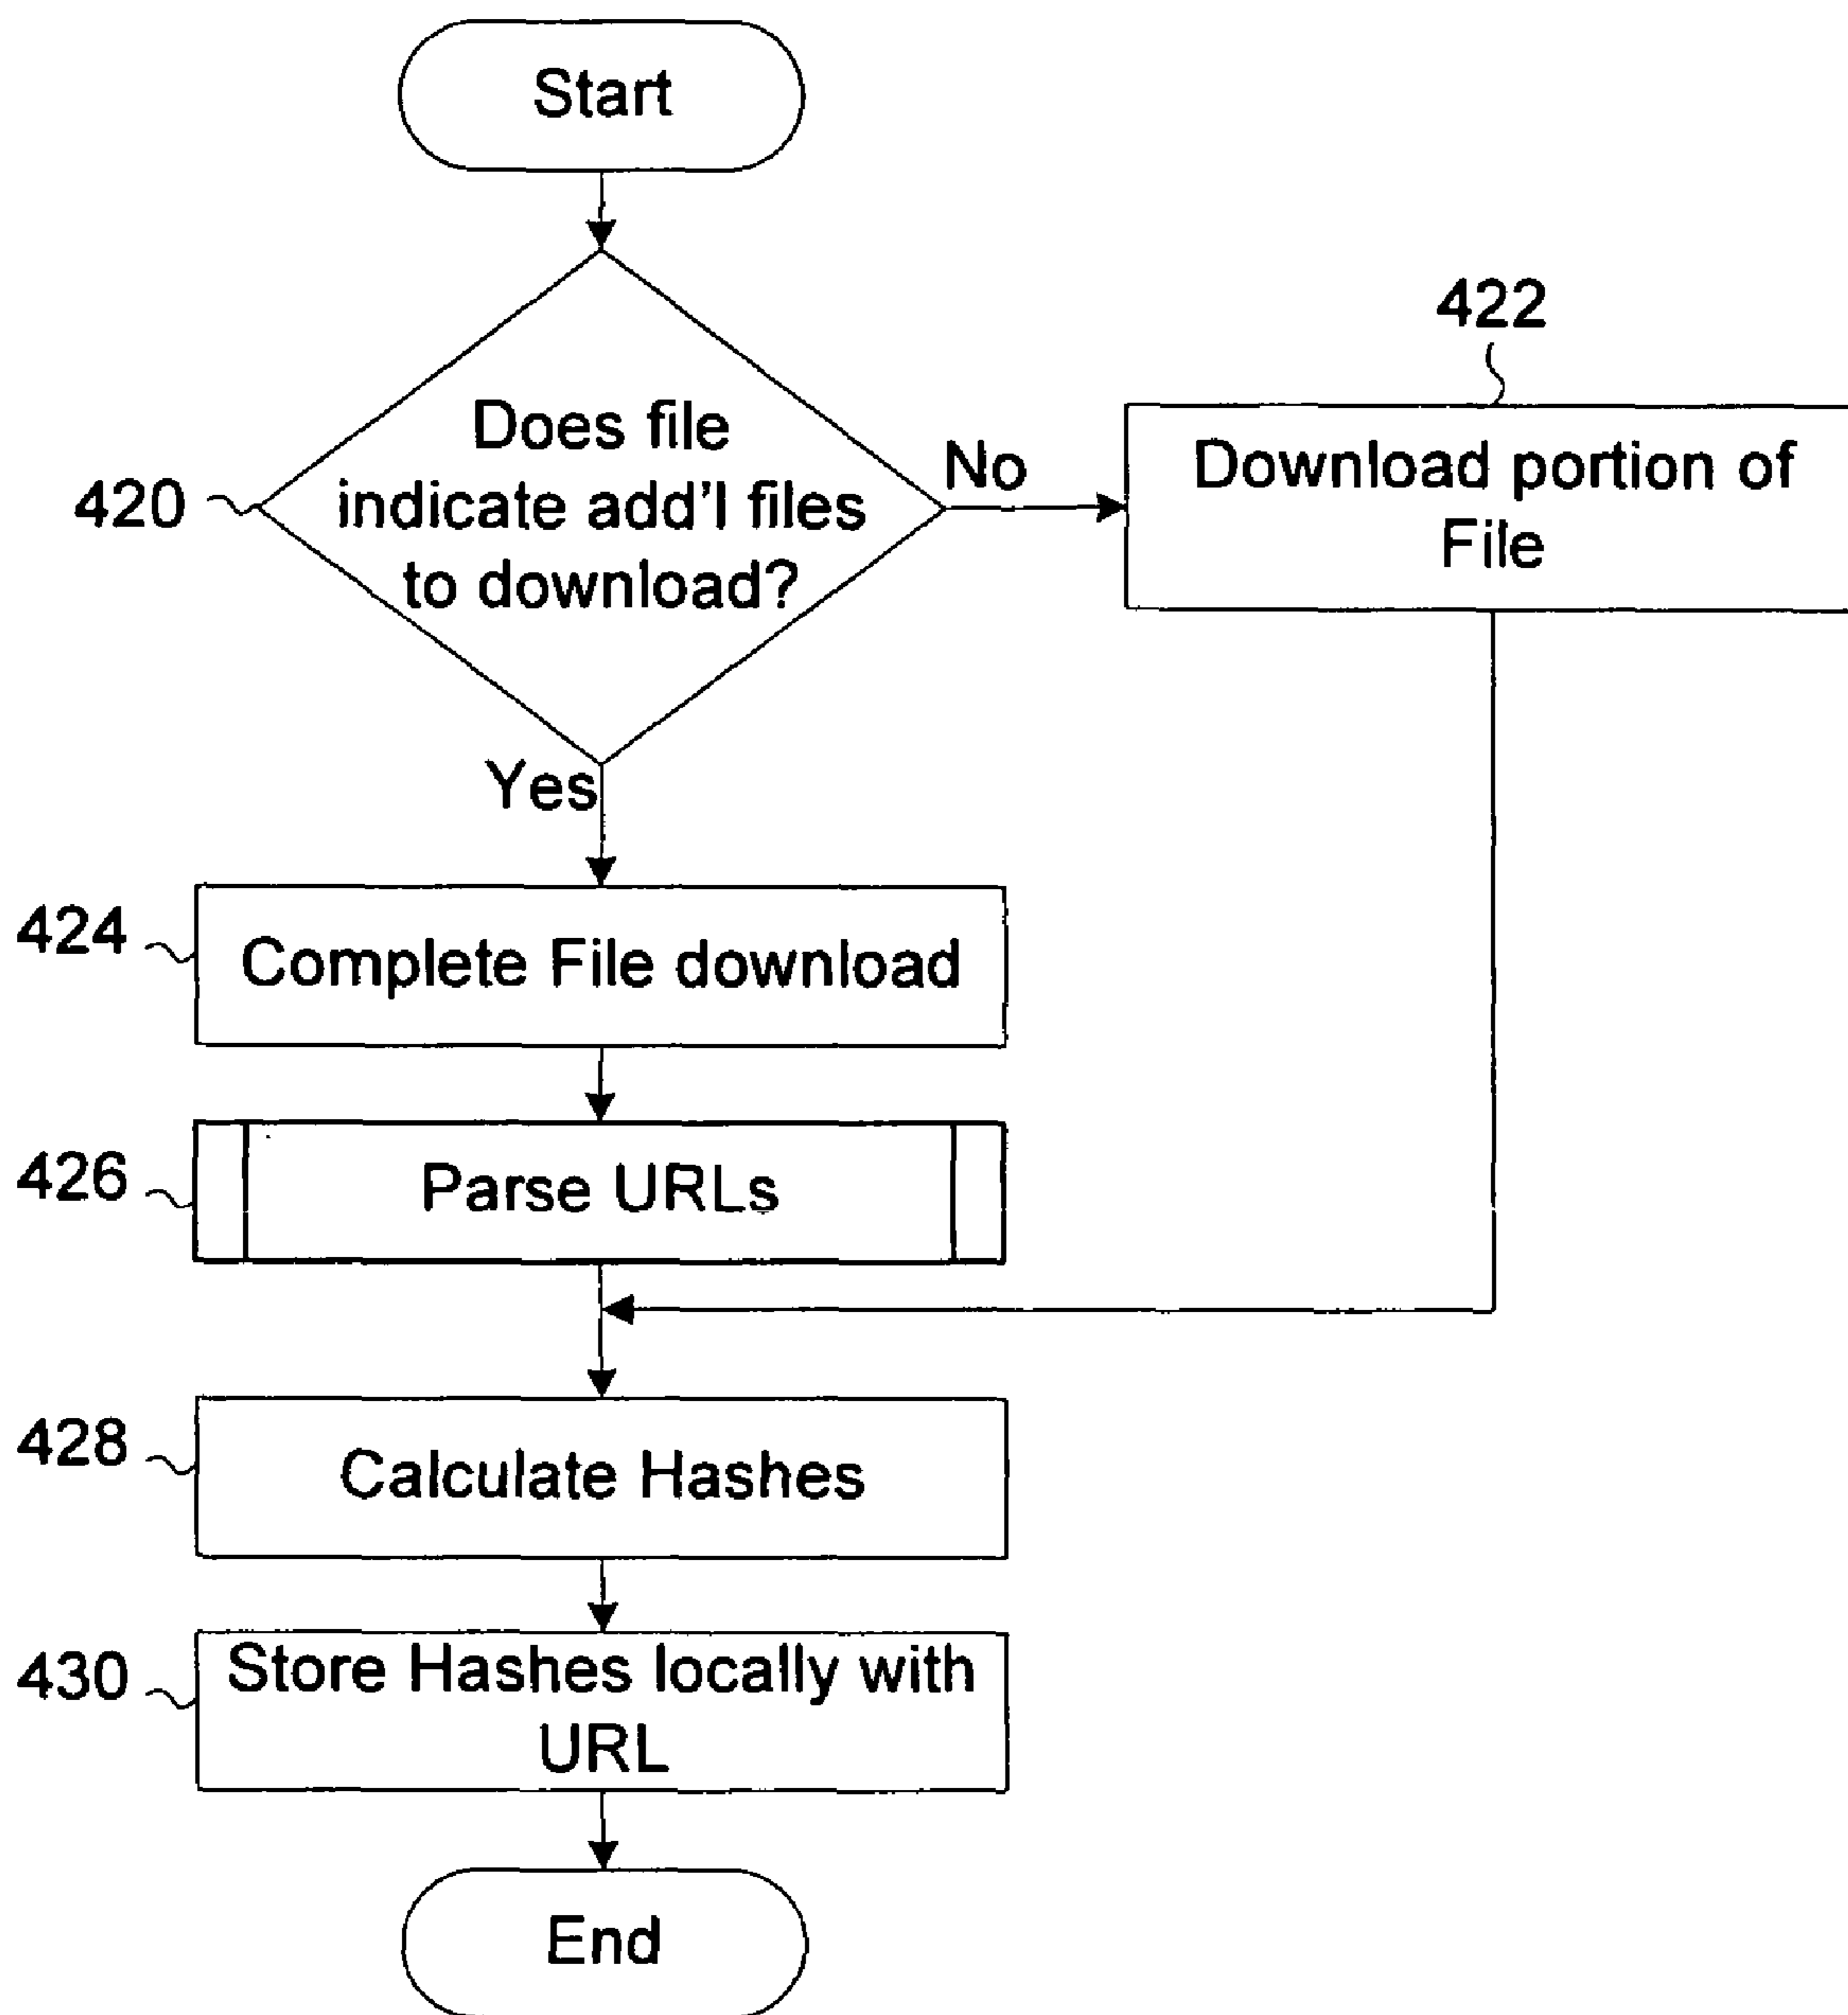 Start
422
Does file
indicate add'l files
to download?
420
No
Download portion of
File
Yes
424
Complete File download
426
Parse URLs
428
Calculate Hashes
430
Store Hashes locally with
URL
End